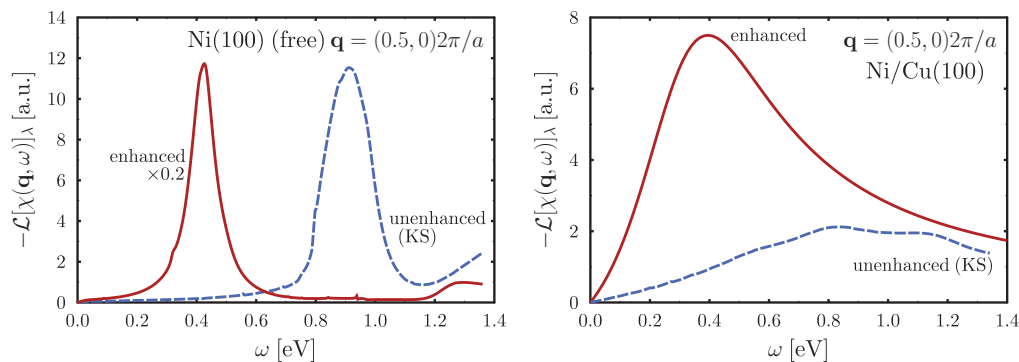 Ni(100) (free) q = (0.5, 0)2π/a
enhanced
×0.2
unenhanced
(KS)
−ℒ[χ(q, ω)]λ [a.u.]
14
12
10
8
6
4
2
0
0.0 0.2 0.4 0.6 0.8 1.0 1.2 1.4
ω [eV]
enhanced
q = (0.5, 0)2π/a
Ni/Cu(100)
unenhanced (KS)
−ℒ[χ(q, ω)]λ [a.u.]
8
6
4
2
0
0.0 0.2 0.4 0.6 0.8 1.0 1.2 1.4
ω [eV]